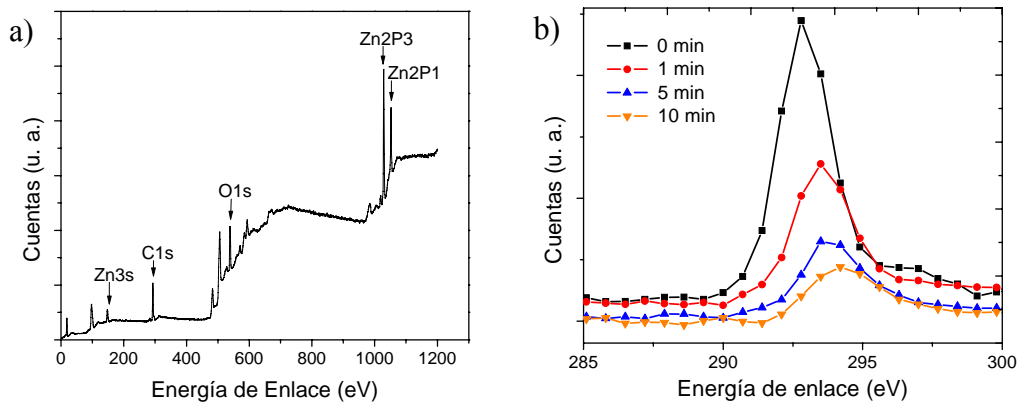 a)
Cuentas (u. a.)
Zn3s
C1s
O1s
Zn2P3
Zn2P1
0 200 400 600 800 1000 1200
Energía de Enlace (eV)
b)
Cuentas (u. a.)
0 min
1 min
5 min
10 min
285 290 295 300
Energía de enlace (eV)